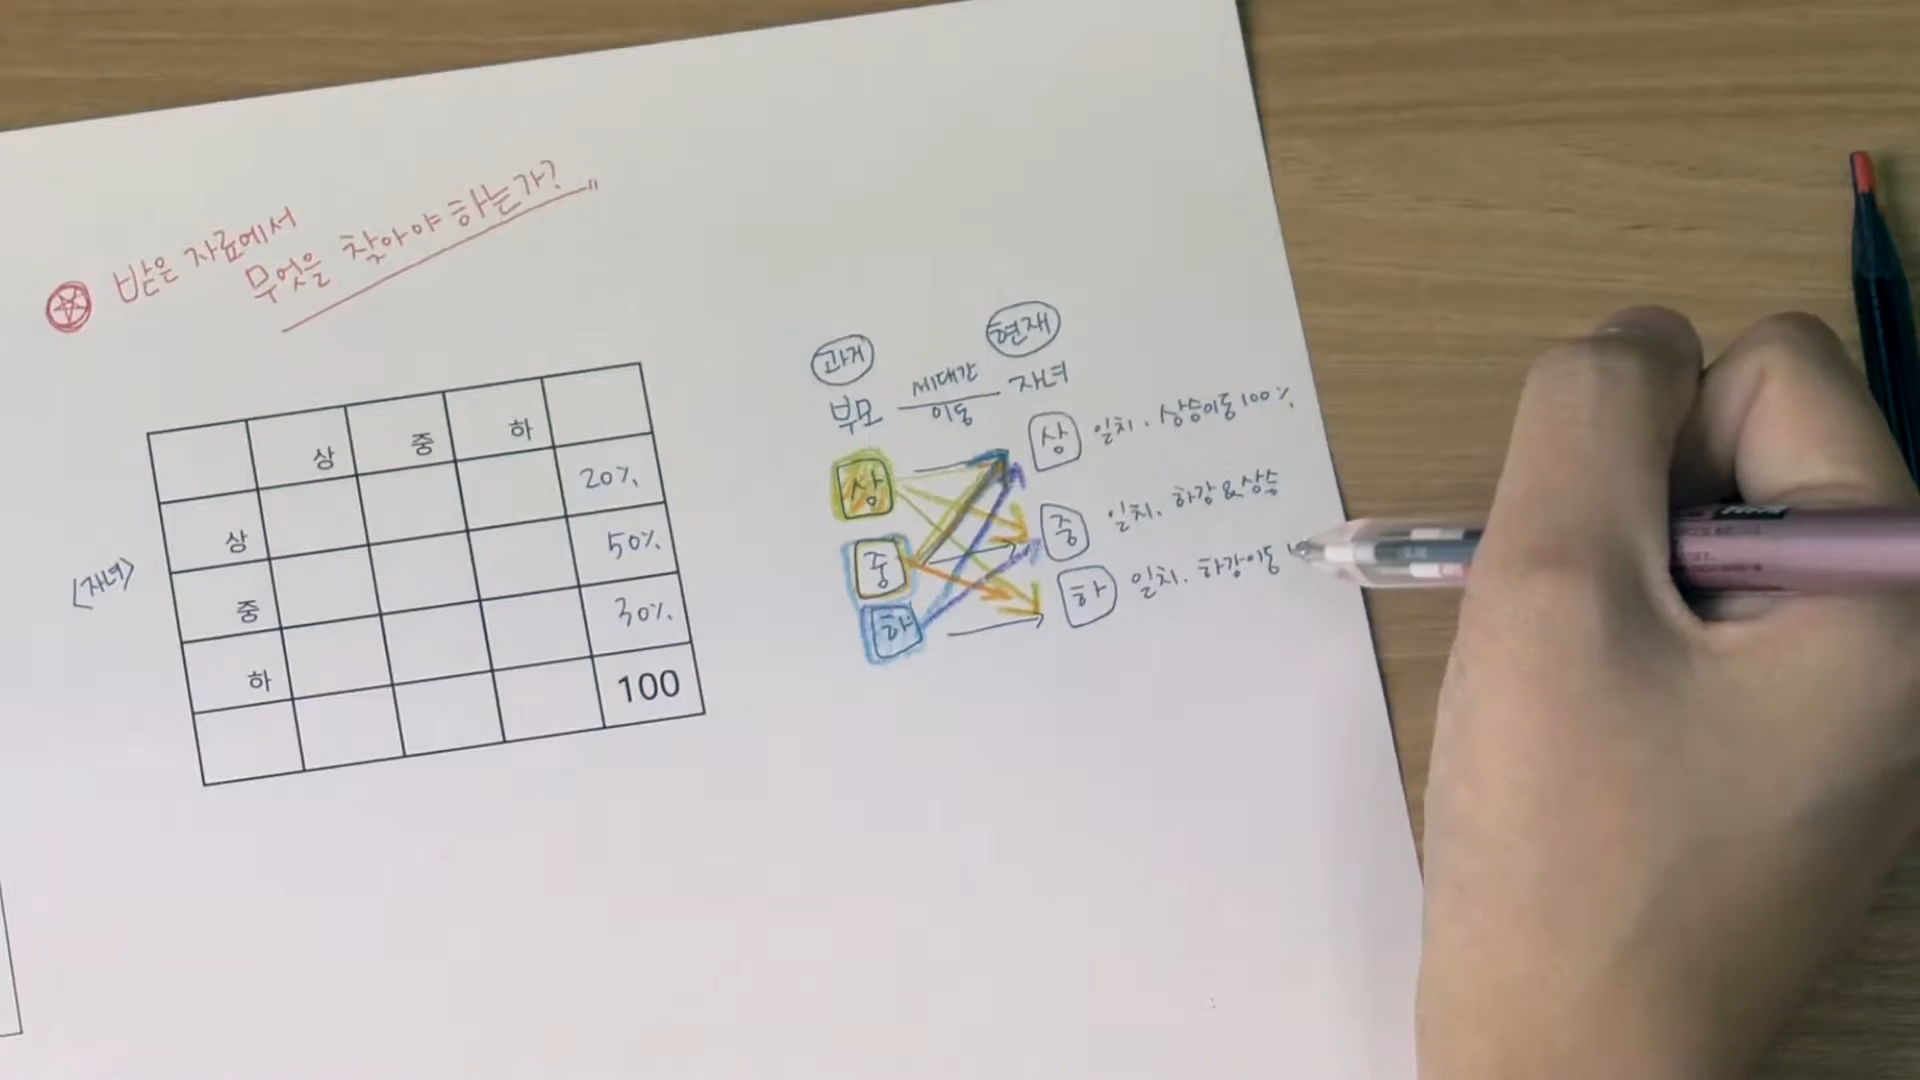 받은 자료에서
무엇을 찾아야 하는가?
상 중 하
상 20%
중 50%
하 30%
100
<자녀>
과거 현재
부모 세대간 이동 자녀
상 상 일치. 상승이동 100%
중 중 일치. 하강 & 상승
하 하 일치. 하강이동